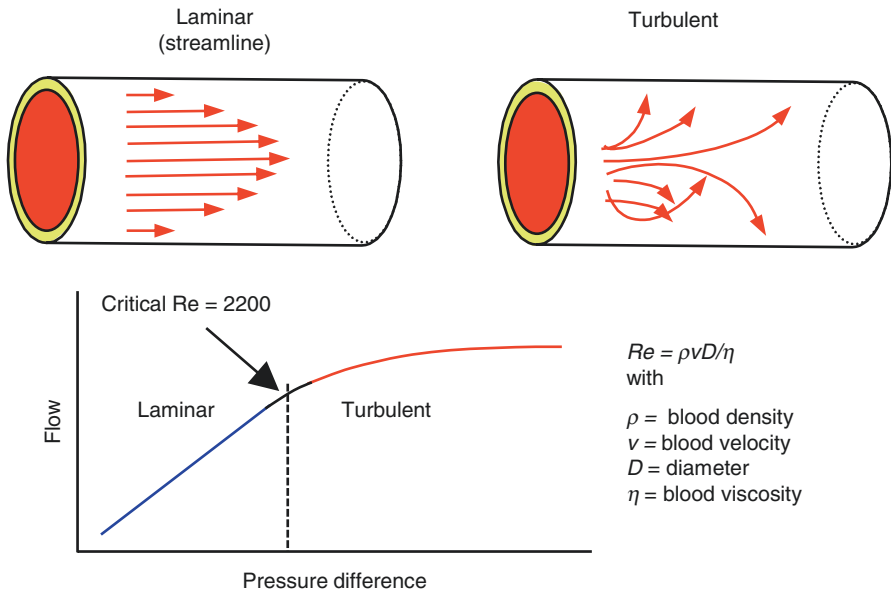 Laminar
(streamline)
Turbulent
Critical Re = 2200
Laminar
Turbulent
Flow
Pressure difference
Re = ρvD/η
with
ρ = blood density
v = blood velocity
D = diameter
η = blood viscosity